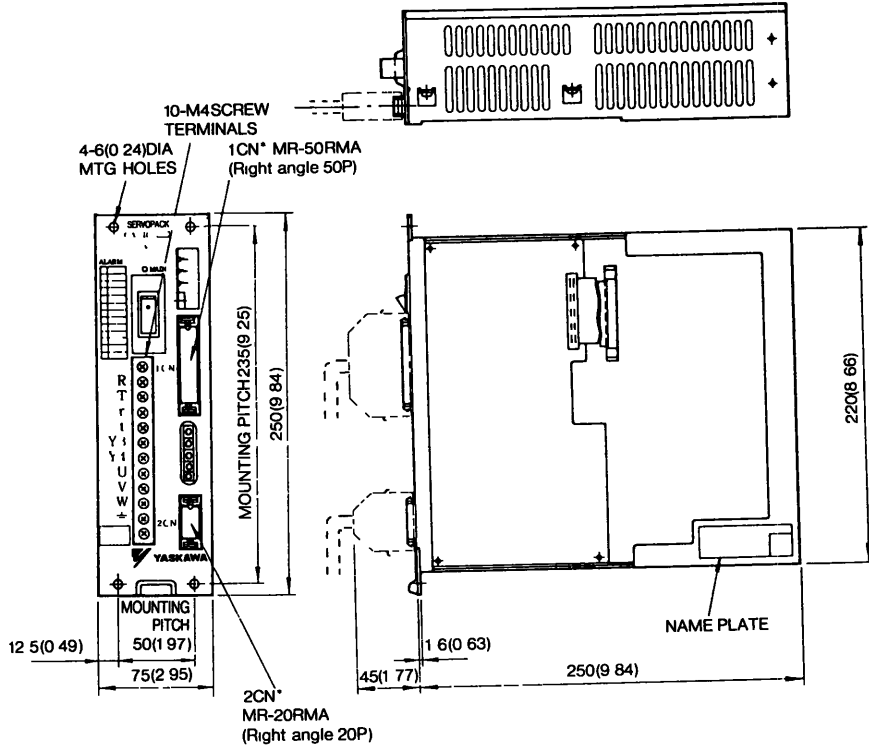 10-M4 SCREW
TERMINALS
4-6(0 24)DIA
MTG HOLES
1CN* MR-50RMA
(Right angle 50P)
SERVOPACK
ALARM
MAIN
1CN
R
T
r
t
U
V
W
2CN
YASKAWA
MOUNTING PITCH 235(9 25)
250(9 84)
MOUNTING
PITCH
12 5(0 49)
50(1 97)
75(2 95)
2CN*
MR-20RMA
(Right angle 20P)
220(8 66)
NAME PLATE
1 6(0 63)
45(1 77)
250(9 84)